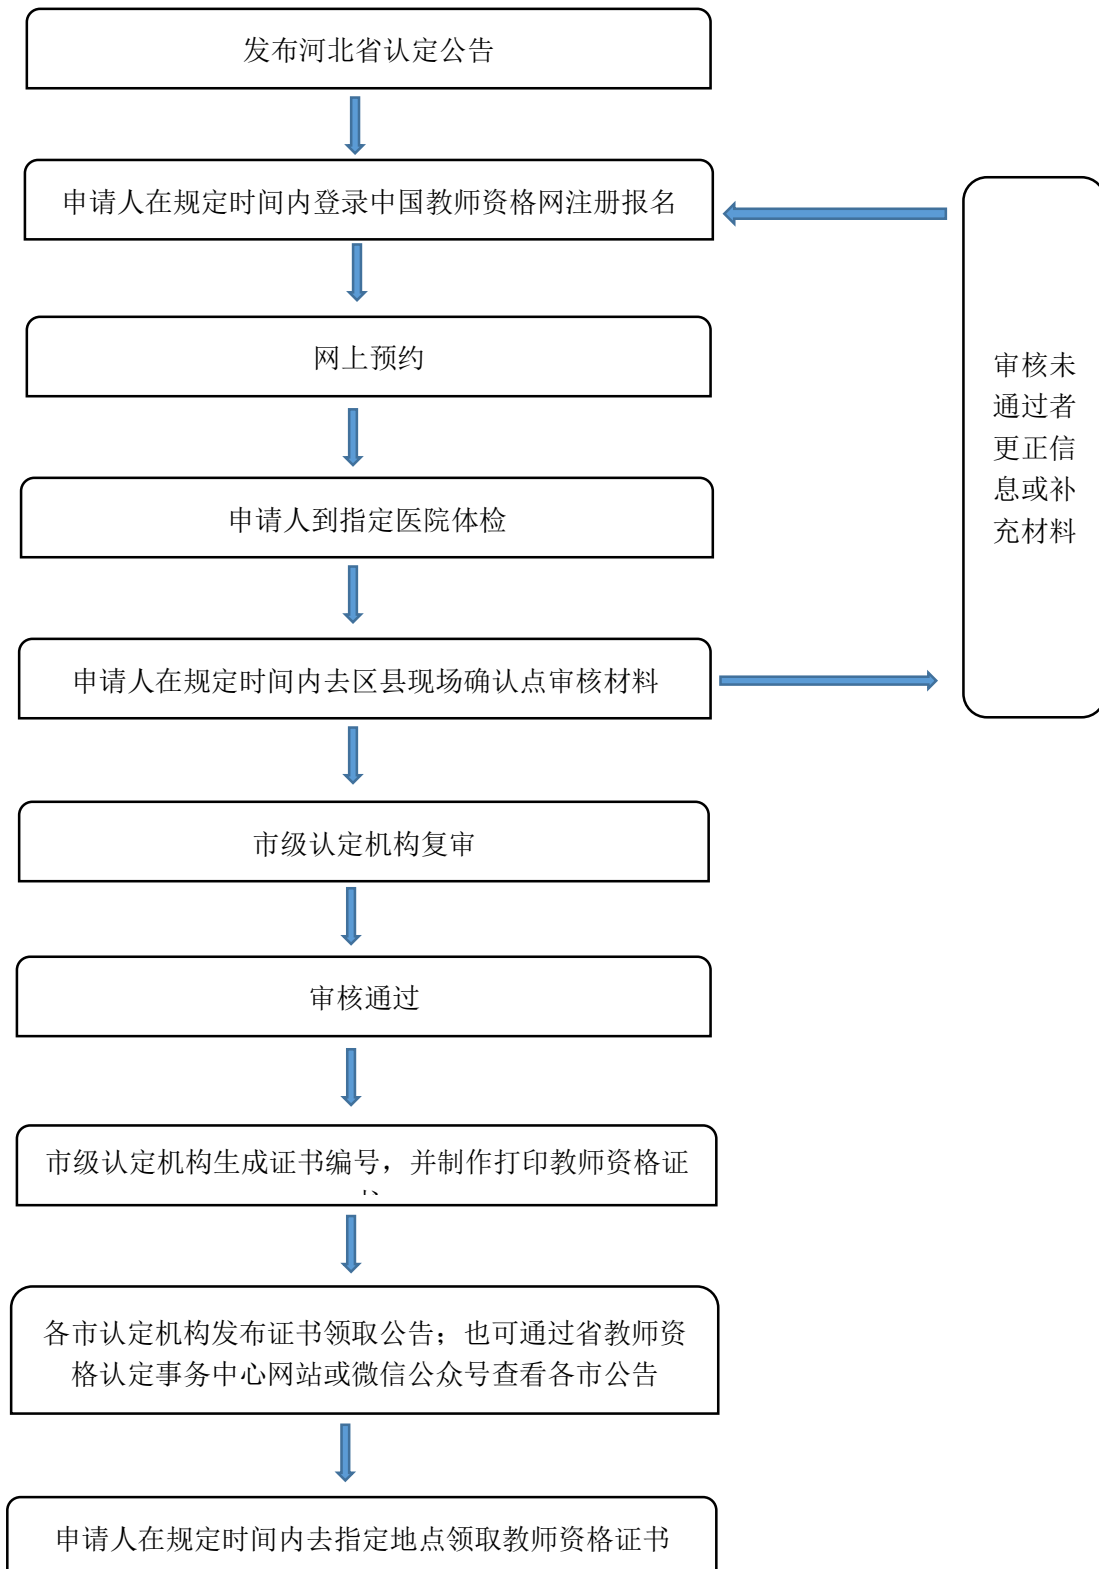 发布河北省认定公告
申请人在规定时间内登录中国教师资格网注册报名
网上预约
申请人到指定医院体检
申请人在规定时间内去区县现场确认点审核材料
审核未
通过者
更正信
息或补
充材料
市级认定机构复审
审核通过
市级认定机构生成证书编号，并制作打印教师资格证
各市认定机构发布证书领取公告；也可通过省教师资
格认定事务中心网站或微信公众号查看各市公告
申请人在规定时间内去指定地点领取教师资格证书